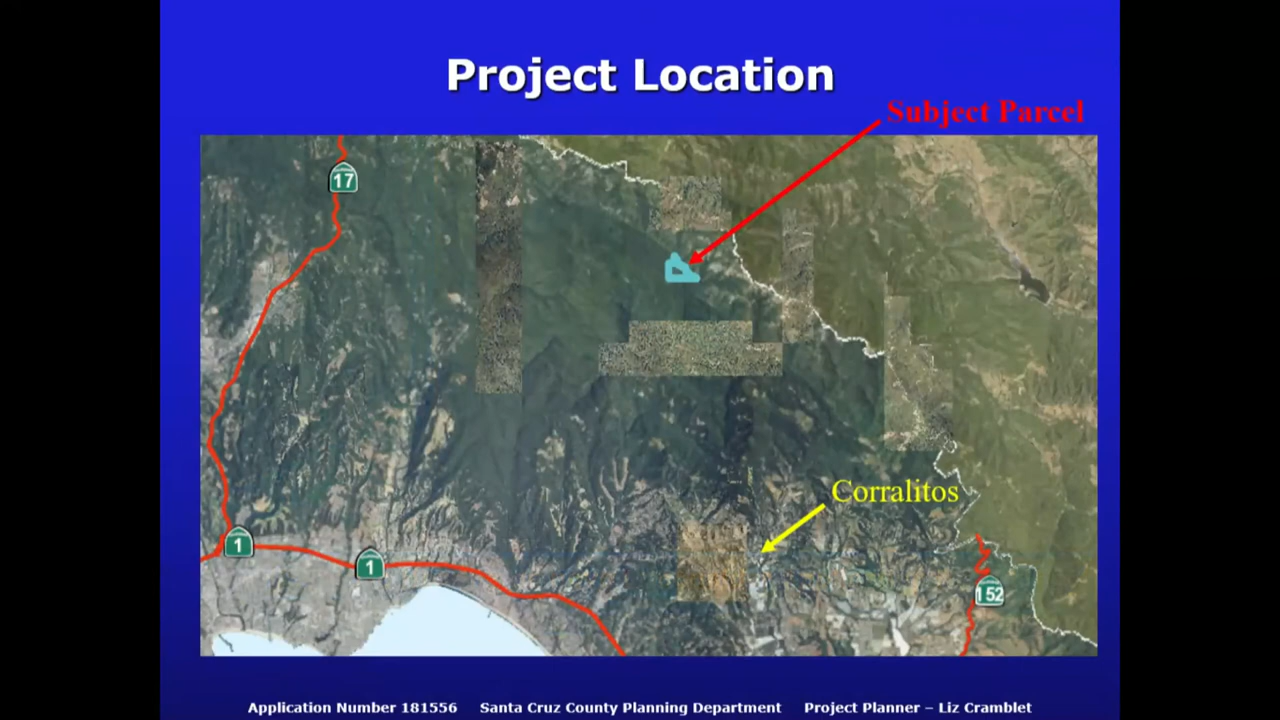 Project Location
Subject Parcel
17
Corralitos
1
1
152
Application Number 181556 Santa Cruz County Planning Department Project Planner – Liz Cramblet